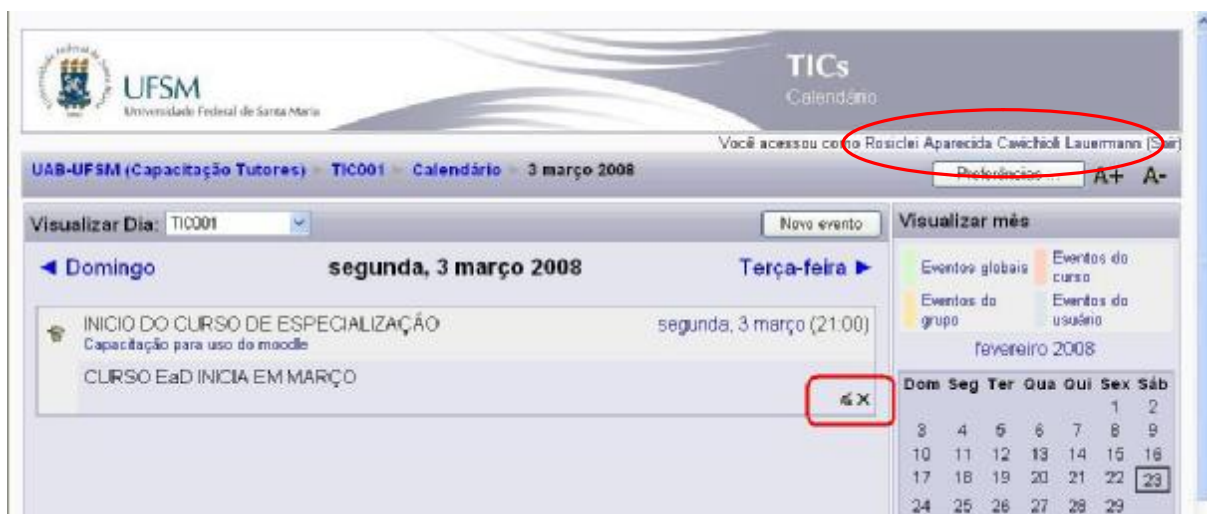 UFSM
Universidade Federal de Santa Maria
TICs
Calendário
Você acessou como Rosiclei Aparecida Cavichioli Lauermann (Sair)
UAB-UFSM (Capacitação Tutores) TIC001 Calendário 3 março 2008
Preferências ... A+ A-
Visualizar Dia: TIC001
Novo evento
Visualizar mês
◄ Domingo segunda, 3 março 2008 Terça-feira ►
Eventos globais Eventos do curso
Eventos do grupo Eventos do usuário
INICIO DO CURSO DE ESPECIALIZAÇÃO segunda, 3 março (21:00)
Capacitação para uso do moodle
CURSO EaD INICIA EM MARÇO
fevereiro 2008
Dom Seg Ter Qua Qui Sex Sáb
1 2
3 4 5 6 7 8 9
10 11 12 13 14 15 16
17 18 19 20 21 22 23
24 25 26 27 28 29